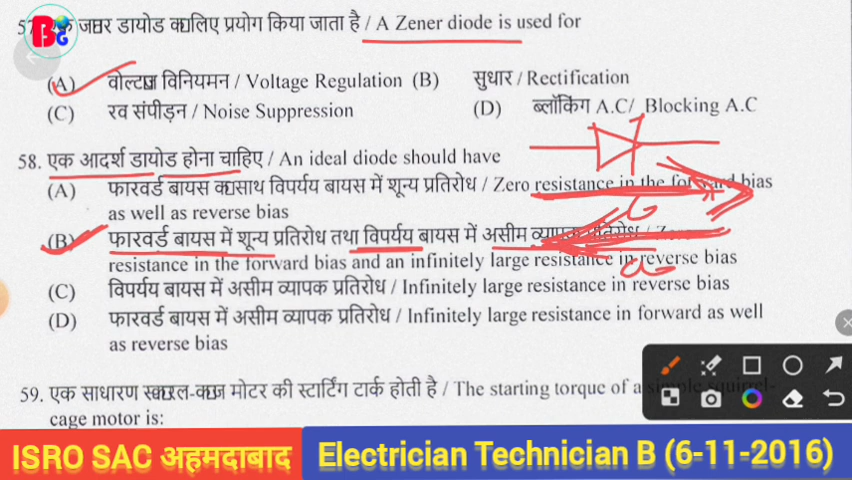 जेनर डायोड के लिए प्रयोग किया जाता है / A Zener diode is used for
(A) वोल्टेज विनियमन / Voltage Regulation (B) सुधार / Rectification
(C) रव संपीड़न / Noise Suppression (D) ब्लॉकिंग A.C/ Blocking A.C
58. एक आदर्श डायोड होना चाहिए / An ideal diode should have
(A) फारवर्ड बायस के साथ विपर्यय बायस में शून्य प्रतिरोध / Zero resistance in the forward bias
as well as reverse bias
(B) फारवर्ड बायस में शून्य प्रतिरोध तथा विपर्यय बायस में असीम व्यापक प्रतिरोध / Zero
resistance in the forward bias and an infinitely large resistance in reverse bias
(C) विपर्यय बायस में असीम व्यापक प्रतिरोध / Infinitely large resistance in reverse bias
(D) फारवर्ड बायस में असीम व्यापक प्रतिरोध / Infinitely large resistance in forward as well
as reverse bias
59. एक साधारण स्क्वैरल-केज मोटर की स्टार्टिंग टार्क होती है / The starting torque of a simple squirrel-
cage motor is:
ISRO SAC अहमदाबाद Electrician Technician B (6-11-2016)